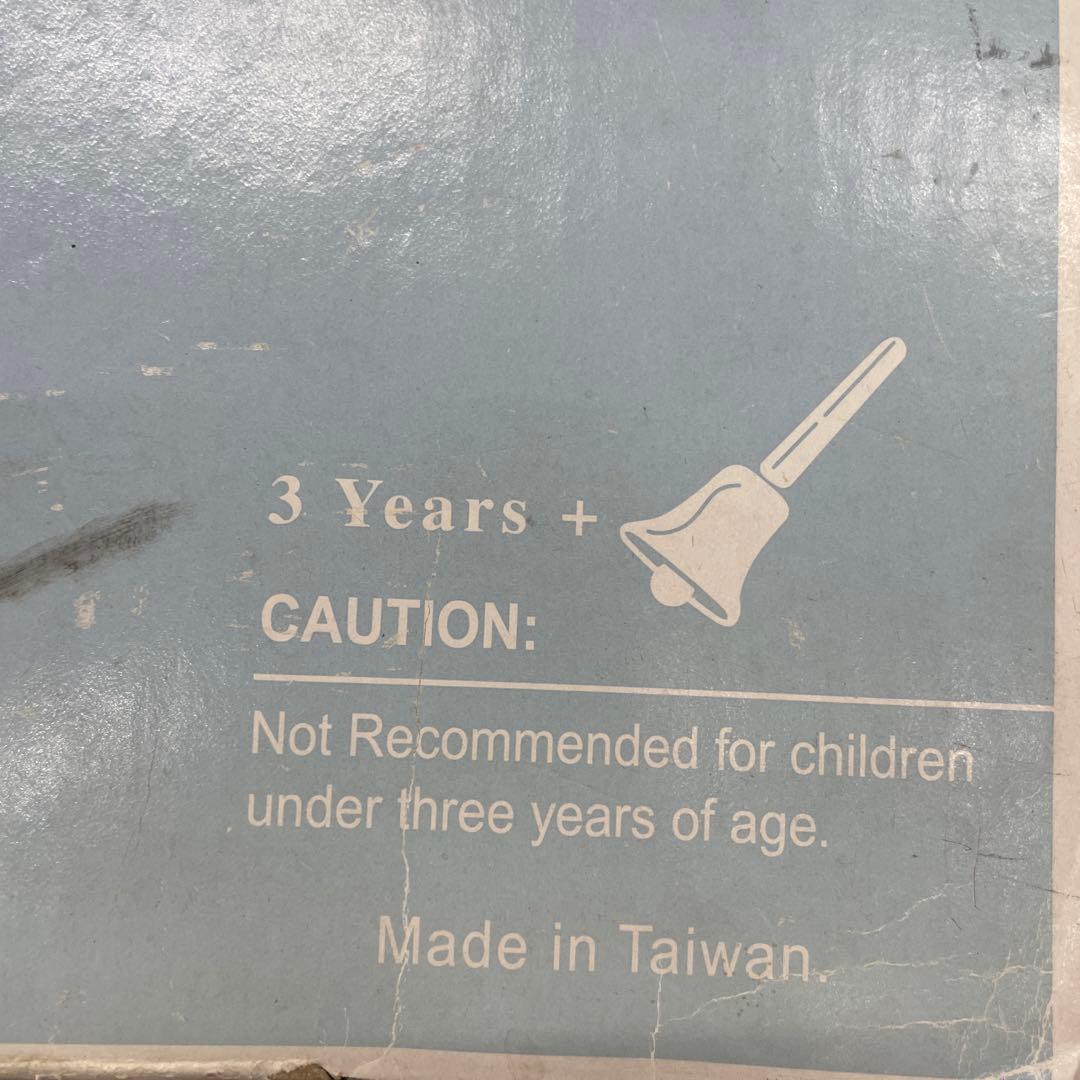 3 Years +
CAUTION:
Not Recommended for children
under three years of age.
Made in Taiwan.